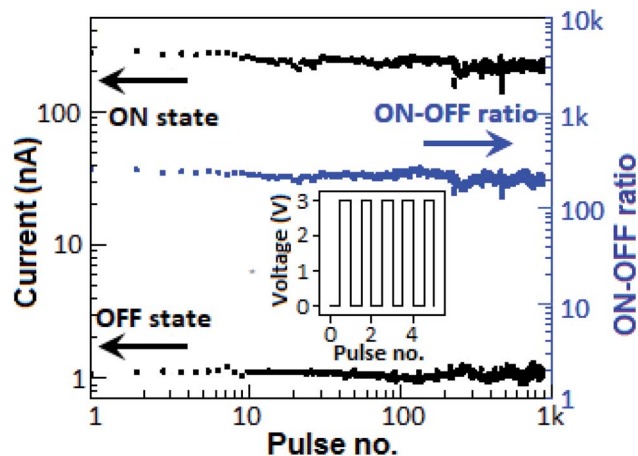 10k
ON state
ON-OFF ratio
100
1k
Current (nA)
10
Voltage (V)
3
2
1
0
0 2 4
Pulse no.
200
100
10
OFF state
1
1
1 10 100 1k
Pulse no.
ON-OFF ratio